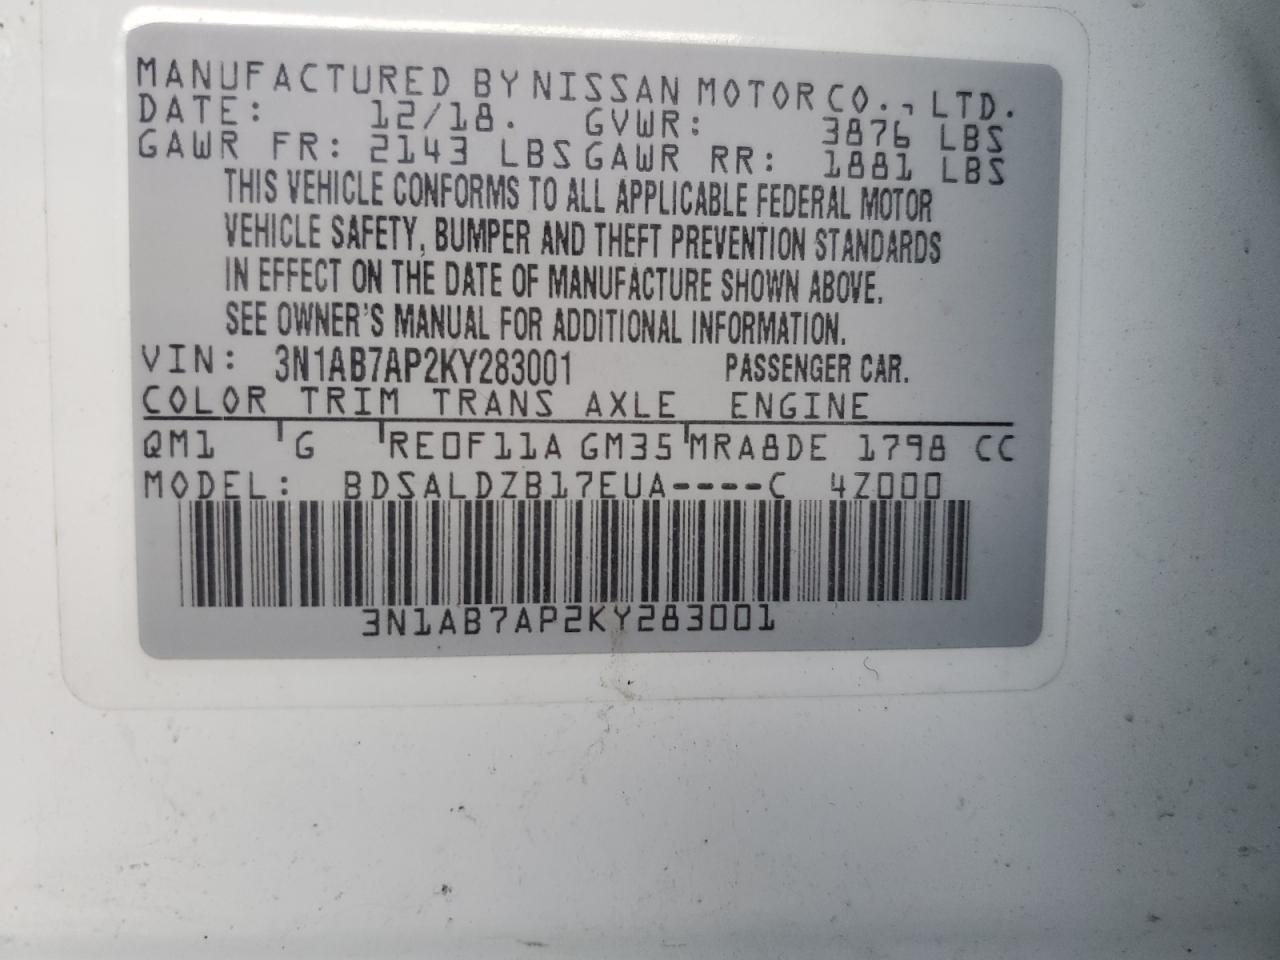 MANUFACTURED BY NISSAN MOTOR CO., LTD.
DATE: 12/18. GVWR: 3876 LBS
GAWR FR: 2143 LBS GAWR RR: 1881 LBS
THIS VEHICLE CONFORMS TO ALL APPLICABLE FEDERAL MOTOR
VEHICLE SAFETY, BUMPER AND THEFT PREVENTION STANDARDS
IN EFFECT ON THE DATE OF MANUFACTURE SHOWN ABOVE.
SEE OWNER'S MANUAL FOR ADDITIONAL INFORMATION.
VIN: 3N1AB7AP2KY283001 PASSENGER CAR.
COLOR TRIM TRANS AXLE ENGINE
QM1 G RE0F11A GM35 MRA8DE 1798 CC
MODEL: BDSALDZB17EUA----C 4Z000
3N1AB7AP2KY283001